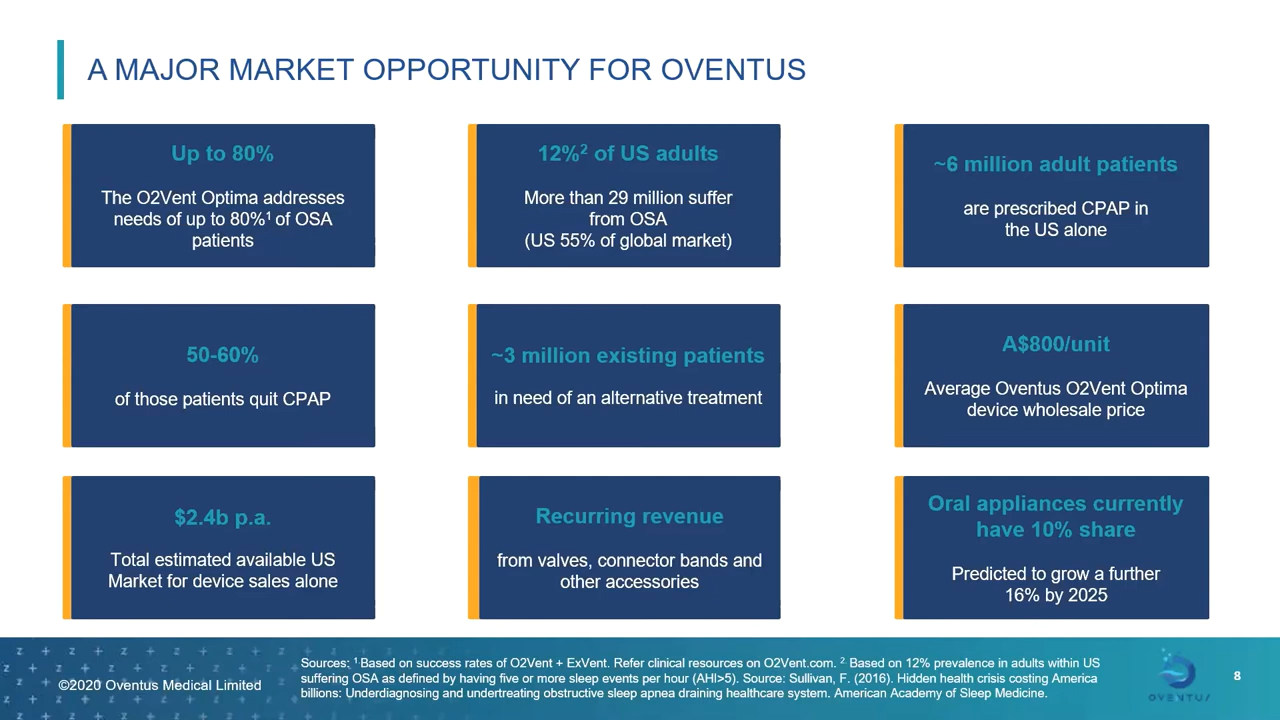 A MAJOR MARKET OPPORTUNITY FOR OVENTUS
Up to 80%
The O2Vent Optima addresses
needs of up to 80%¹ of OSA
patients
12%² of US adults
More than 29 million suffer
from OSA
(US 55% of global market)
~6 million adult patients
are prescribed CPAP in
the US alone
50-60%
of those patients quit CPAP
~3 million existing patients
in need of an alternative treatment
A$800/unit
Average Oventus O2Vent Optima
device wholesale price
$2.4b p.a.
Total estimated available US
Market for device sales alone
Recurring revenue
from valves, connector bands and
other accessories
Oral appliances currently
have 10% share
Predicted to grow a further
16% by 2025
©2020 Oventus Medical Limited
Sources: ¹ Based on success rates of O2Vent + ExVent. Refer clinical resources on O2Vent.com. ². Based on 12% prevalence in adults within US
suffering OSA as defined by having five or more sleep events per hour (AHI>5). Source: Sullivan, F. (2016). Hidden health crisis costing America
billions: Underdiagnosing and undertreating obstructive sleep apnea draining healthcare system. American Academy of Sleep Medicine.
OVENTUS
8